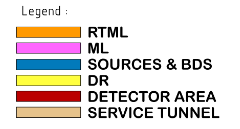 Legend :
RTML
ML
SOURCES & BDS
DR
DETECTOR AREA
SERVICE TUNNEL